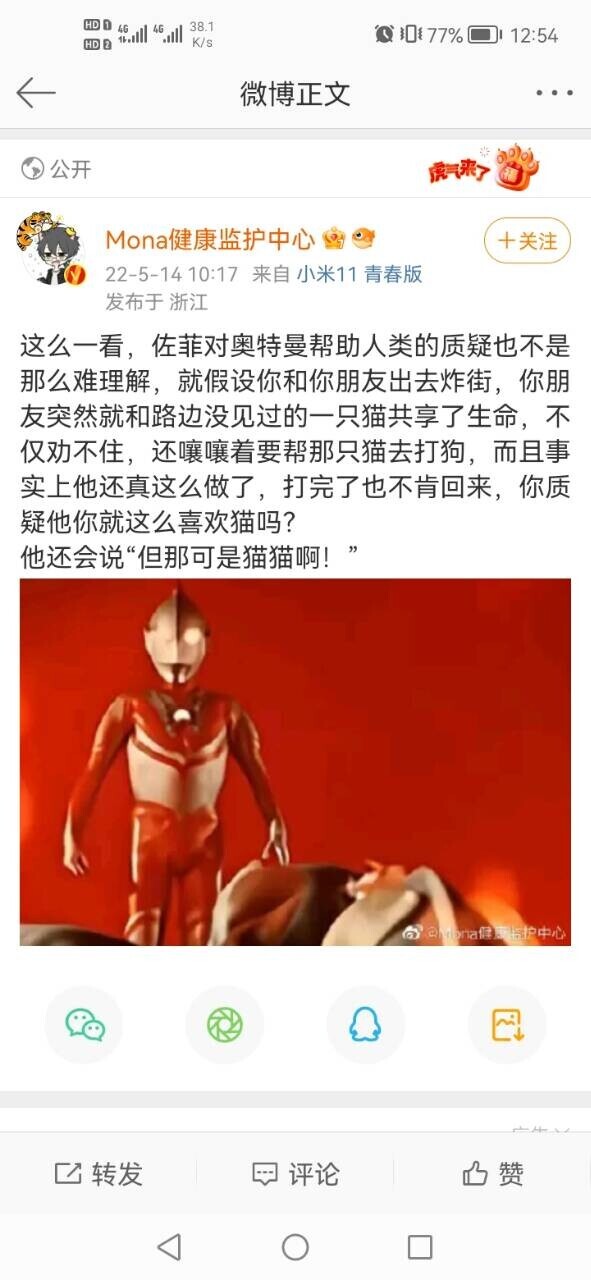 HD 1 4G 4G 38.1 K/s HD 2 77% 12:54
微博正文
公开 虎气来了 福
Mona健康监护中心 +关注
22-5-14 10:17 来自 小米11 青春版
发布于 浙江
这么一看，佐菲对奥特曼帮助人类的质疑也不是
那么难理解，就假设你和你朋友出去炸街，你朋
友突然就和路边没见过的一只猫共享了生命，不
仅劝不住，还嚷嚷着要帮那只猫去打狗，而且事
实上他还真这么做了，打完了也不肯回来，你质
疑他你就这么喜欢猫吗？
他还会说“但那可是猫猫啊！”
@Mona健康监护中心
广告
转发 评论 赞